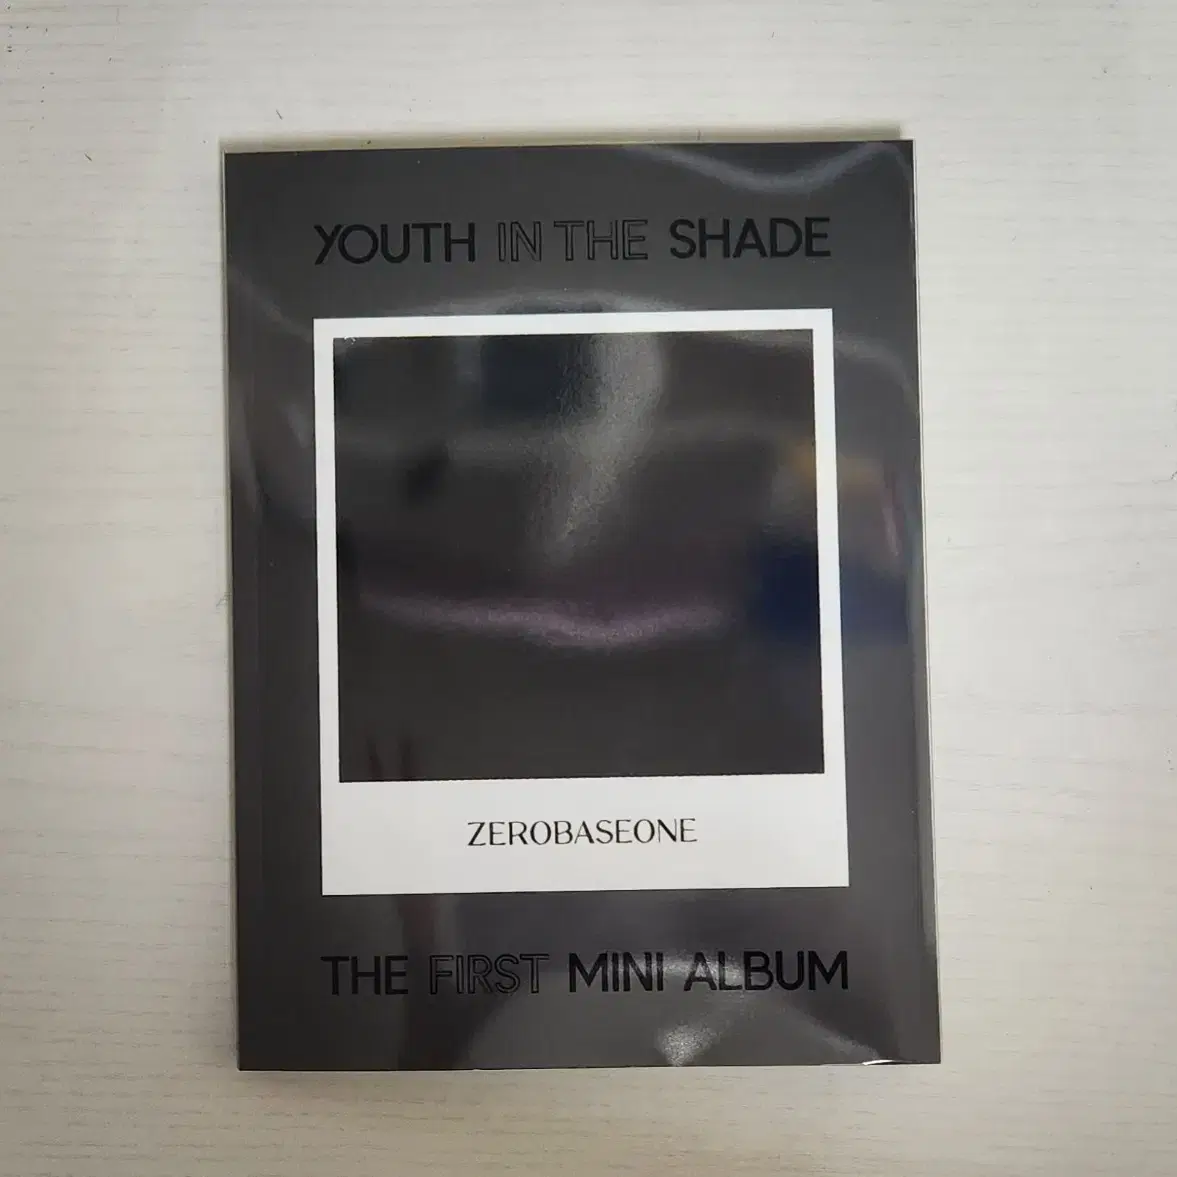 YOUTH IN THE SHADE
ZEROBASEONE
THE FIRST MINI ALBUM